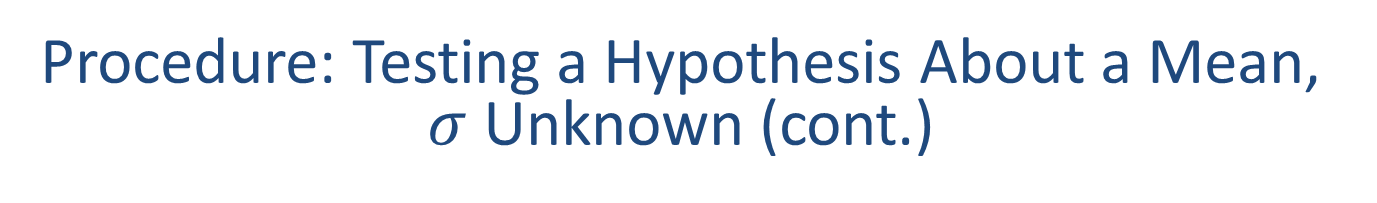 Procedure: Testing a Hypothesis About a Mean,
𝜎 Unknown (cont.)